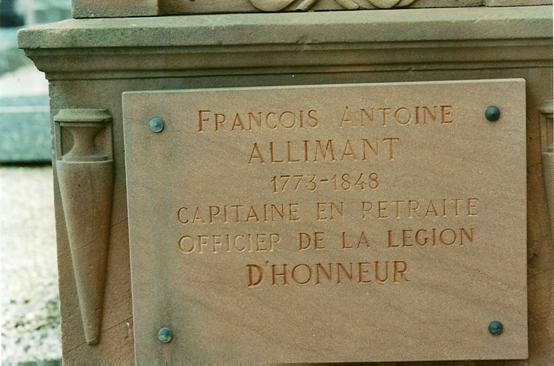 FRANCOIS ANTOINE
ALLIMANT
1773-1848
CAPITAINE EN RETRAITE
OFFICIER DE LA LEGION
D'HONNEUR